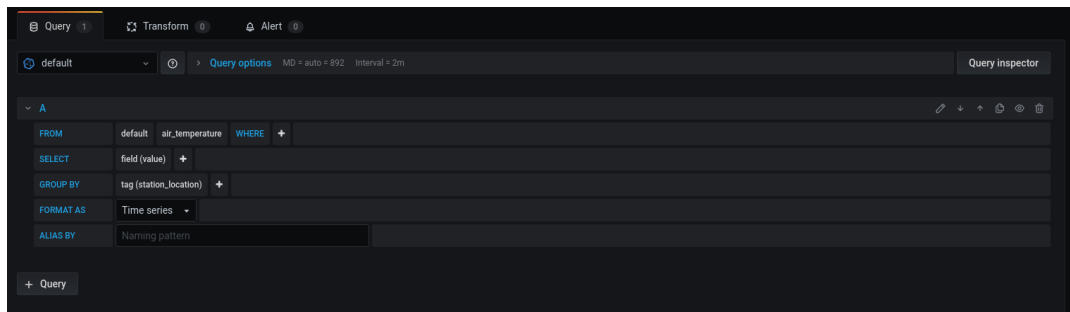 Query 1 Transform 0 Alert 0
default Query options MD = auto = 892 Interval = 2m Query inspector
A
FROM default air_temperature WHERE +
SELECT field (value) +
GROUP BY tag (station_location) +
FORMAT AS Time series
ALIAS BY Naming pattern
+ Query